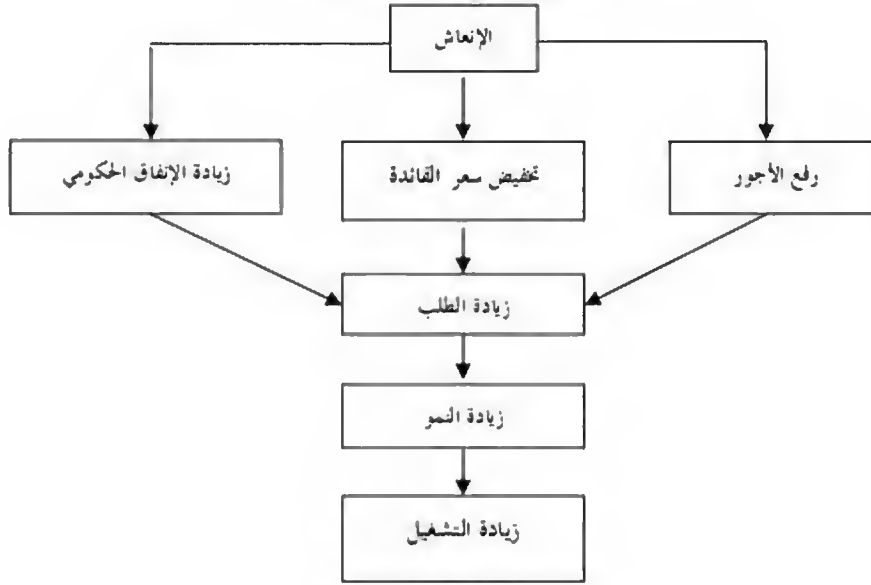 الإنعاش
رفع الأجور
تخفيض سعر الفائدة
زيادة الإنفاق الحكومي
زيادة الطلب
زيادة النمو
زيادة التشغيل